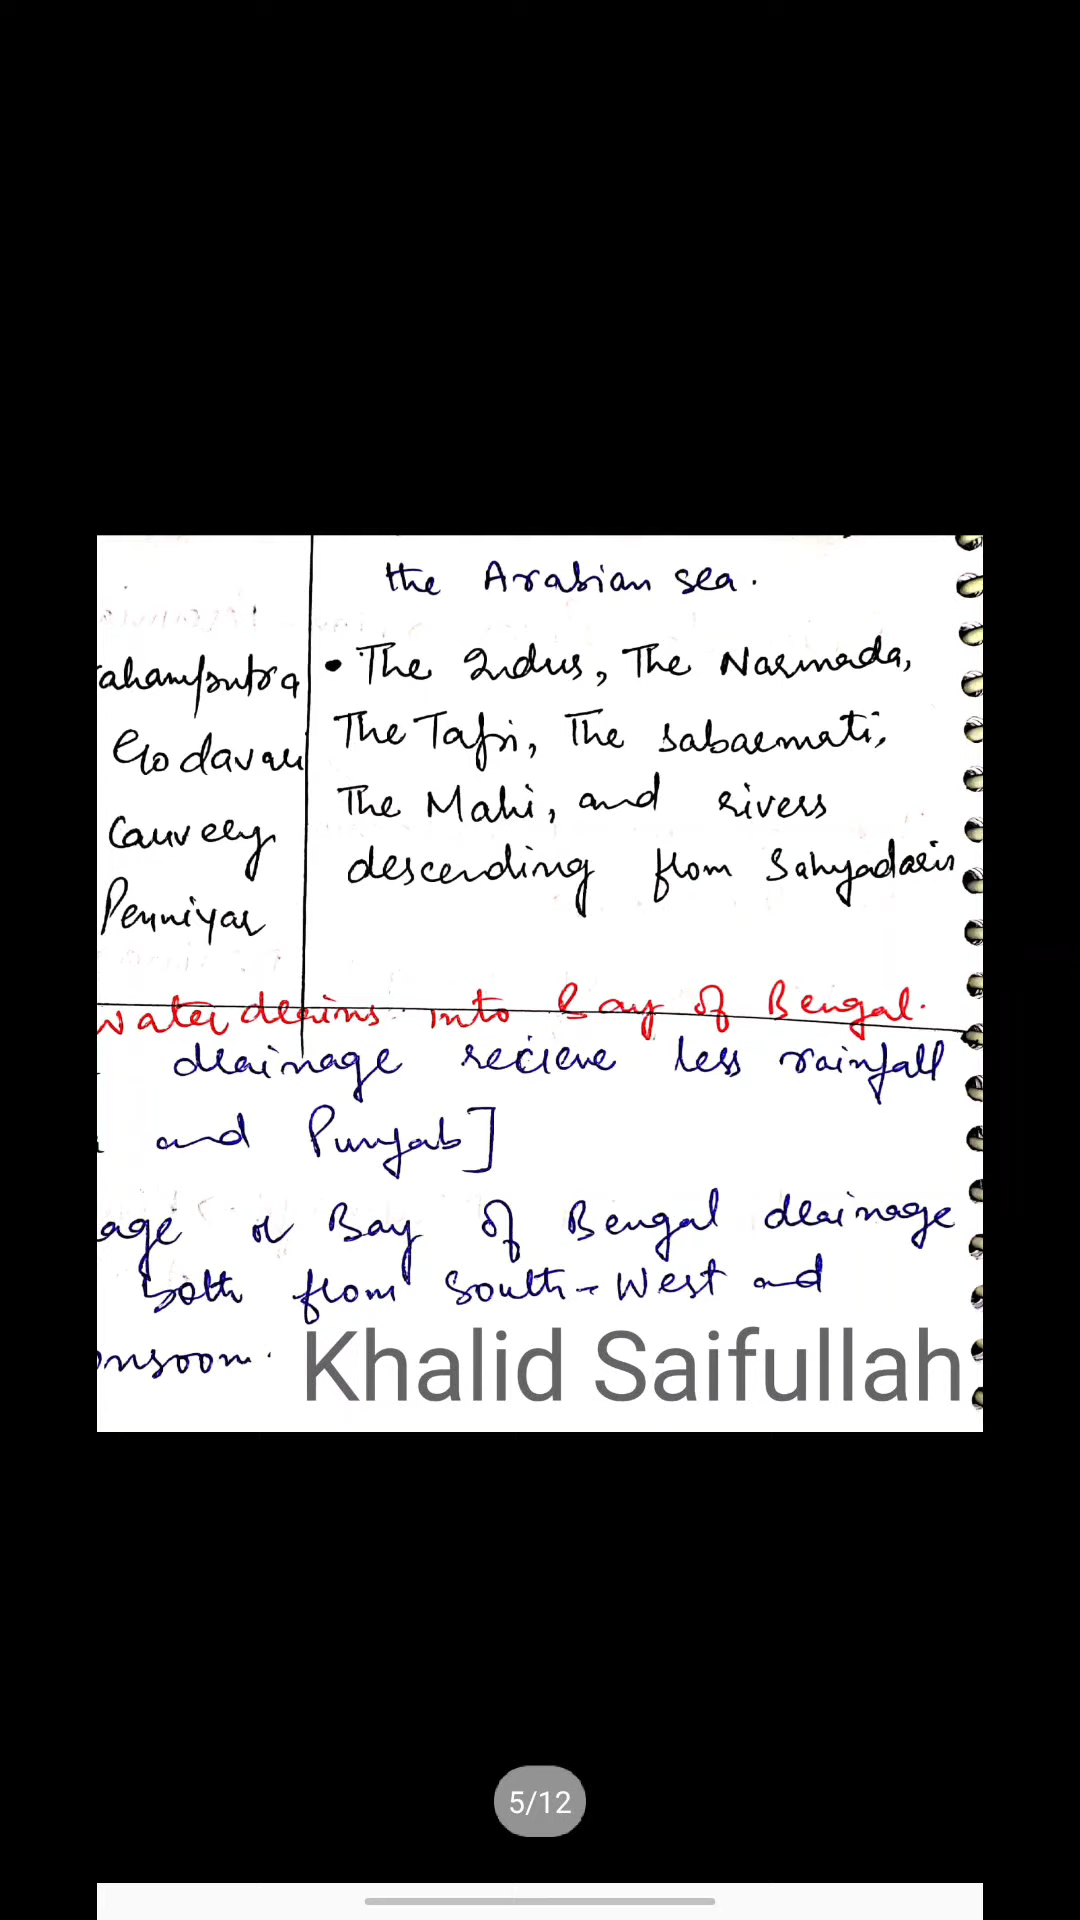 the Arabian sea.
ahamputra
• The Indus, The Narmada,
Godavari
The Tapi, The Sabarmati,
Cauvery
The Mahi, and rivers
descending from Sahyadaris
Penniyar
water drains into Bay of Bengal.
drainage recieve less rainfall
and Punjab]
age or Bay of Bengal drainage
both from South-West and
onsoon.
Khalid Saifullah
5/12